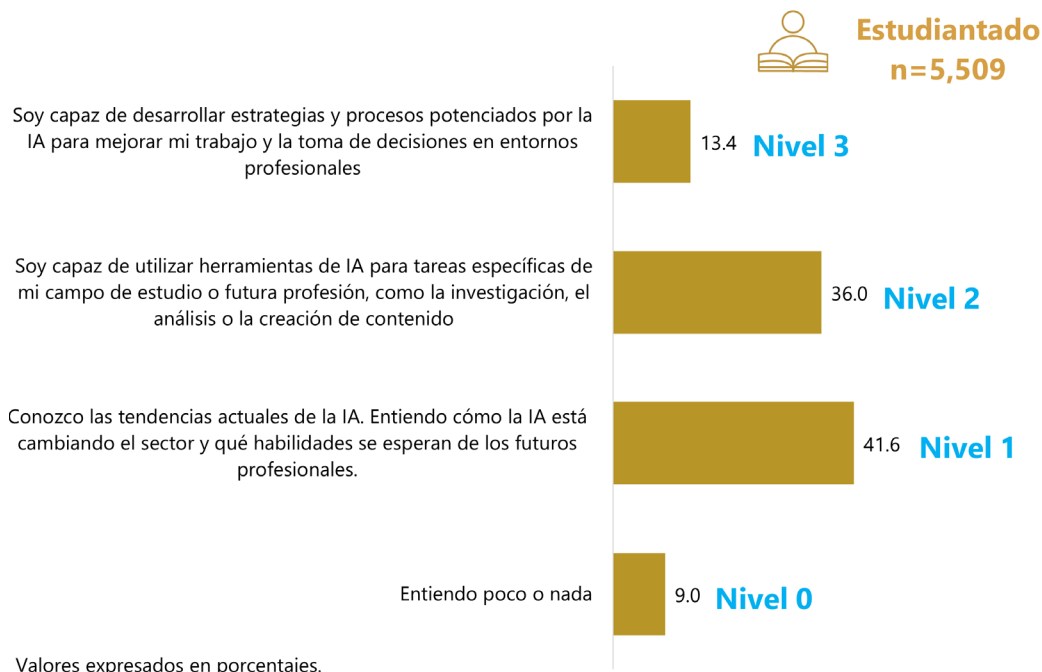 Estudiantado
n=5,509
Soy capaz de desarrollar estrategias y procesos potenciados por la
IA para mejorar mi trabajo y la toma de decisiones en entornos
profesionales
13.4 Nivel 3
Soy capaz de utilizar herramientas de IA para tareas específicas de
mi campo de estudio o futura profesión, como la investigación, el
análisis o la creación de contenido
36.0 Nivel 2
Conozco las tendencias actuales de la IA. Entiendo cómo la IA está
cambiando el sector y qué habilidades se esperan de los futuros
profesionales.
41.6 Nivel 1
Entiendo poco o nada
9.0 Nivel 0
Valores expresados en porcentajes.